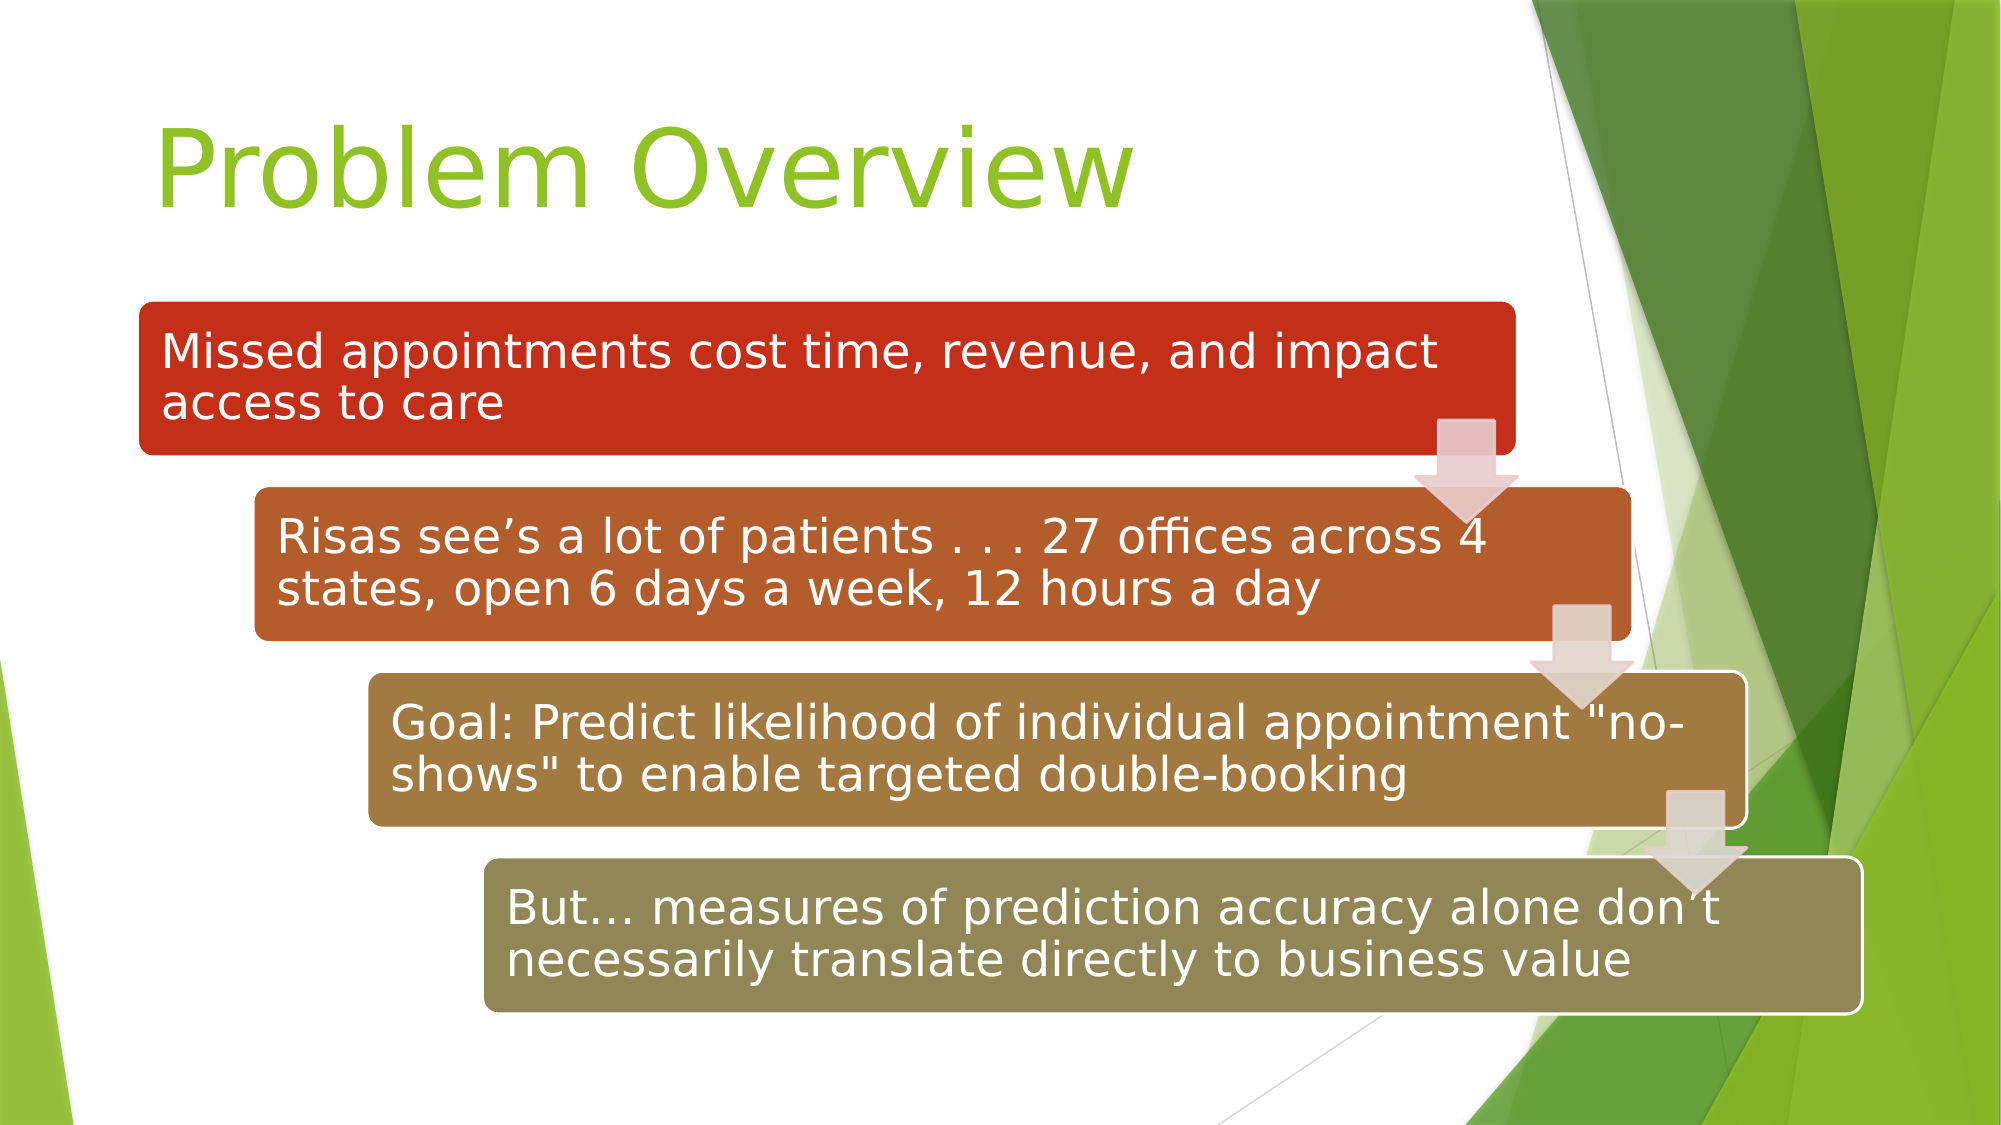 Problem Overview
Missed appointments cost time, revenue, and impact
access to care
Risas see’s a lot of patients . . . 27 offices across 4
states, open 6 days a week, 12 hours a day
Goal: Predict likelihood of individual appointment "no-
shows" to enable targeted double-booking
But… measures of prediction accuracy alone don’t
necessarily translate directly to business value